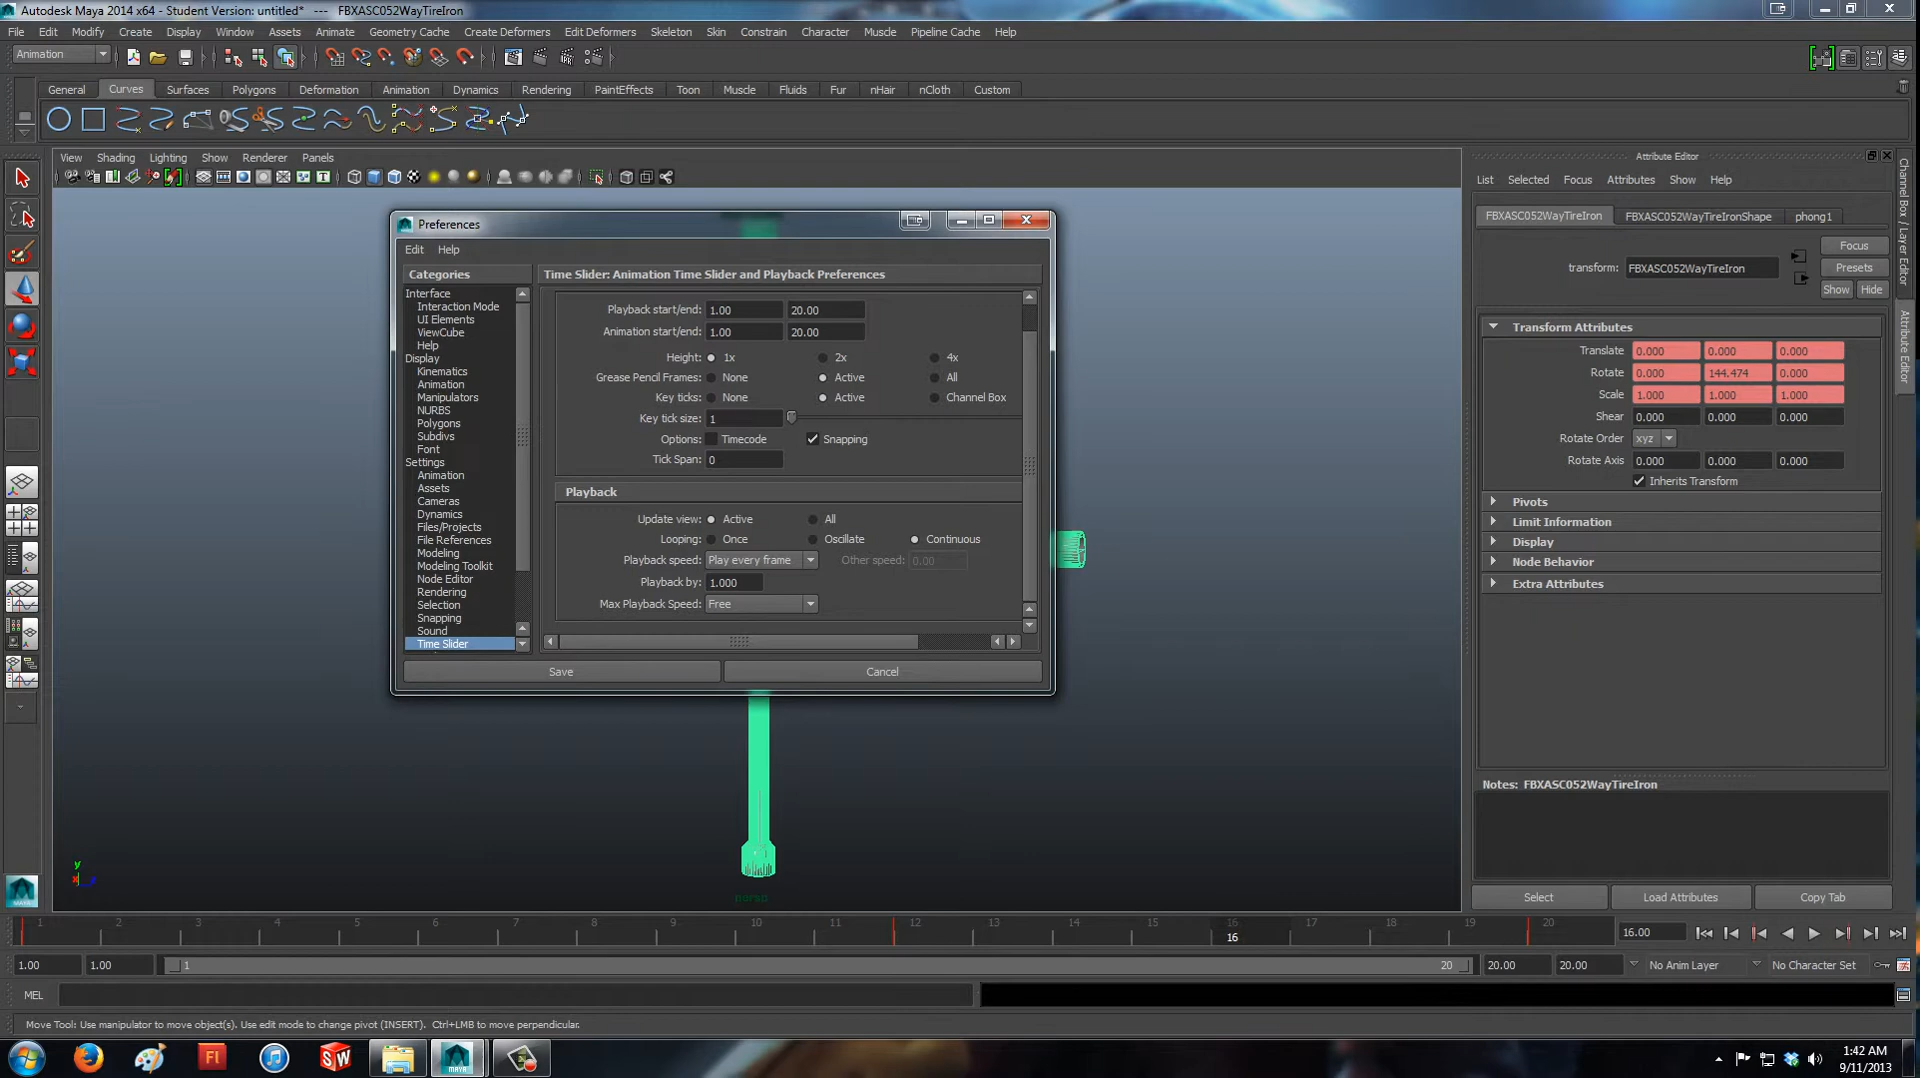 Autodesk Maya 2014 x64 - Student Version: untitled* --- FBXASC052WayTireIron
File Edit Modify Create Display Window Assets Animate Geometry Cache Create Deformers Edit Deformers Skeleton Skin Constrain Character Muscle Pipeline Cache Help
Animation
General Curves Surfaces Polygons Deformation Animation Dynamics Rendering PaintEffects Toon Muscle Fluids Fur nHair nCloth Custom
View Shading Lighting Show Renderer Panels
Attribute Editor
List Selected Focus Attributes Show Help
FBXASC052WayTireIron FBXASC052WayTireIronShape phong1
transform: FBXASC052WayTireIron
Focus
Presets
Show Hide
Transform Attributes
Translate 0.000 0.000 0.000
Rotate 0.000 144.474 0.000
Scale 1.000 1.000 1.000
Shear 0.000 0.000 0.000
Rotate Order xyz
Rotate Axis 0.000 0.000 0.000
Inherits Transform
Pivots
Limit Information
Display
Node Behavior
Extra Attributes
Notes: FBXASC052WayTireIron
Select Load Attributes Copy Tab
Channel Box / Layer Editor
Attribute Editor
Preferences
Edit Help
Categories
Interface
Interaction Mode
UI Elements
ViewCube
Help
Display
Kinematics
Animation
Manipulators
NURBS
Polygons
Subdivs
Font
Settings
Animation
Assets
Cameras
Dynamics
Files/Projects
File References
Modeling
Modeling Toolkit
Node Editor
Rendering
Selection
Snapping
Sound
Time Slider
Time Slider: Animation Time Slider and Playback Preferences
Playback start/end: 1.00 20.00
Animation start/end: 1.00 20.00
Height: 1x 2x 4x
Grease Pencil Frames: None Active All
Key ticks: None Active Channel Box
Key tick size: 1
Options: Timecode Snapping
Tick Span: 0
Playback
Update view: Active All
Looping: Once Oscillate Continuous
Playback speed: Play every frame Other speed: 0.00
Playback by: 1.000
Max Playback Speed: Free
Save Cancel
y
persp
1 2 3 4 5 6 7 8 9 10 11 12 13 14 15 16 17 18 19 20
16
16.00
1.00 1.00 1 20 20.00 20.00 No Anim Layer No Character Set
MEL
Move Tool: Use manipulator to move object(s). Use edit mode to change pivot (INSERT). Ctrl+LMB to move perpendicular.
1:42 AM
9/11/2013